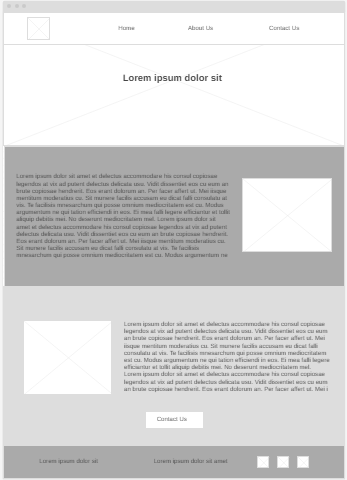 Home About Us Contact Us
Lorem ipsum dolor sit
Lorem ipsum dolor sit amet et delectus accommodare his consul copiosae
legendos at vix ad putent delectus delicata usu. Vidit dissentiet eos cu eum an
brute copiosae hendrerit. Eos erant dolorum an. Per facer affert ut. Mei iisque
mentitum moderatius cu. Sit munere facilis accusam eu dicat falli consulatu at
vis. Te facilisis mnesarchum qui posse omnium mediocritatem est cu. Modus
argumentum ne qui tation efficiendi in eos. Ei mea falli legere efficiantur et tollit
aliquip debitis mei. No deserunt mediocritatem mel. Lorem ipsum dolor sit
amet et delectus accommodare his consul copiosae legendos at vix ad putent
delectus delicata usu. Vidit dissentiet eos cu eum an brute copiosae hendrerit.
Eos erant dolorum an. Per facer affert ut. Mei iisque mentitum moderatius cu.
Sit munere facilis accusam eu dicat falli consulatu at vis. Te facilisis
mnesarchum qui posse omnium mediocritatem est cu. Modus argumentum ne
Lorem ipsum dolor sit amet et delectus accommodare his consul copiosae
legendos at vix ad putent delectus delicata usu. Vidit dissentiet eos cu eum
an brute copiosae hendrerit. Eos erant dolorum an. Per facer affert ut. Mei
iisque mentitum moderatius cu. Sit munere facilis accusam eu dicat falli
consulatu at vis. Te facilisis mnesarchum qui posse omnium mediocritatem
est cu. Modus argumentum ne qui tation efficiendi in eos. Ei mea falli legere
efficiantur et tollit aliquip debitis mei. No deserunt mediocritatem mel.
Lorem ipsum dolor sit amet et delectus accommodare his consul copiosae
legendos at vix ad putent delectus delicata usu. Vidit dissentiet eos cu eum
an brute copiosae hendrerit. Eos erant dolorum an. Per facer affert ut. Mei i
Contact Us
Lorem ipsum dolor sit Lorem ipsum dolor sit amet